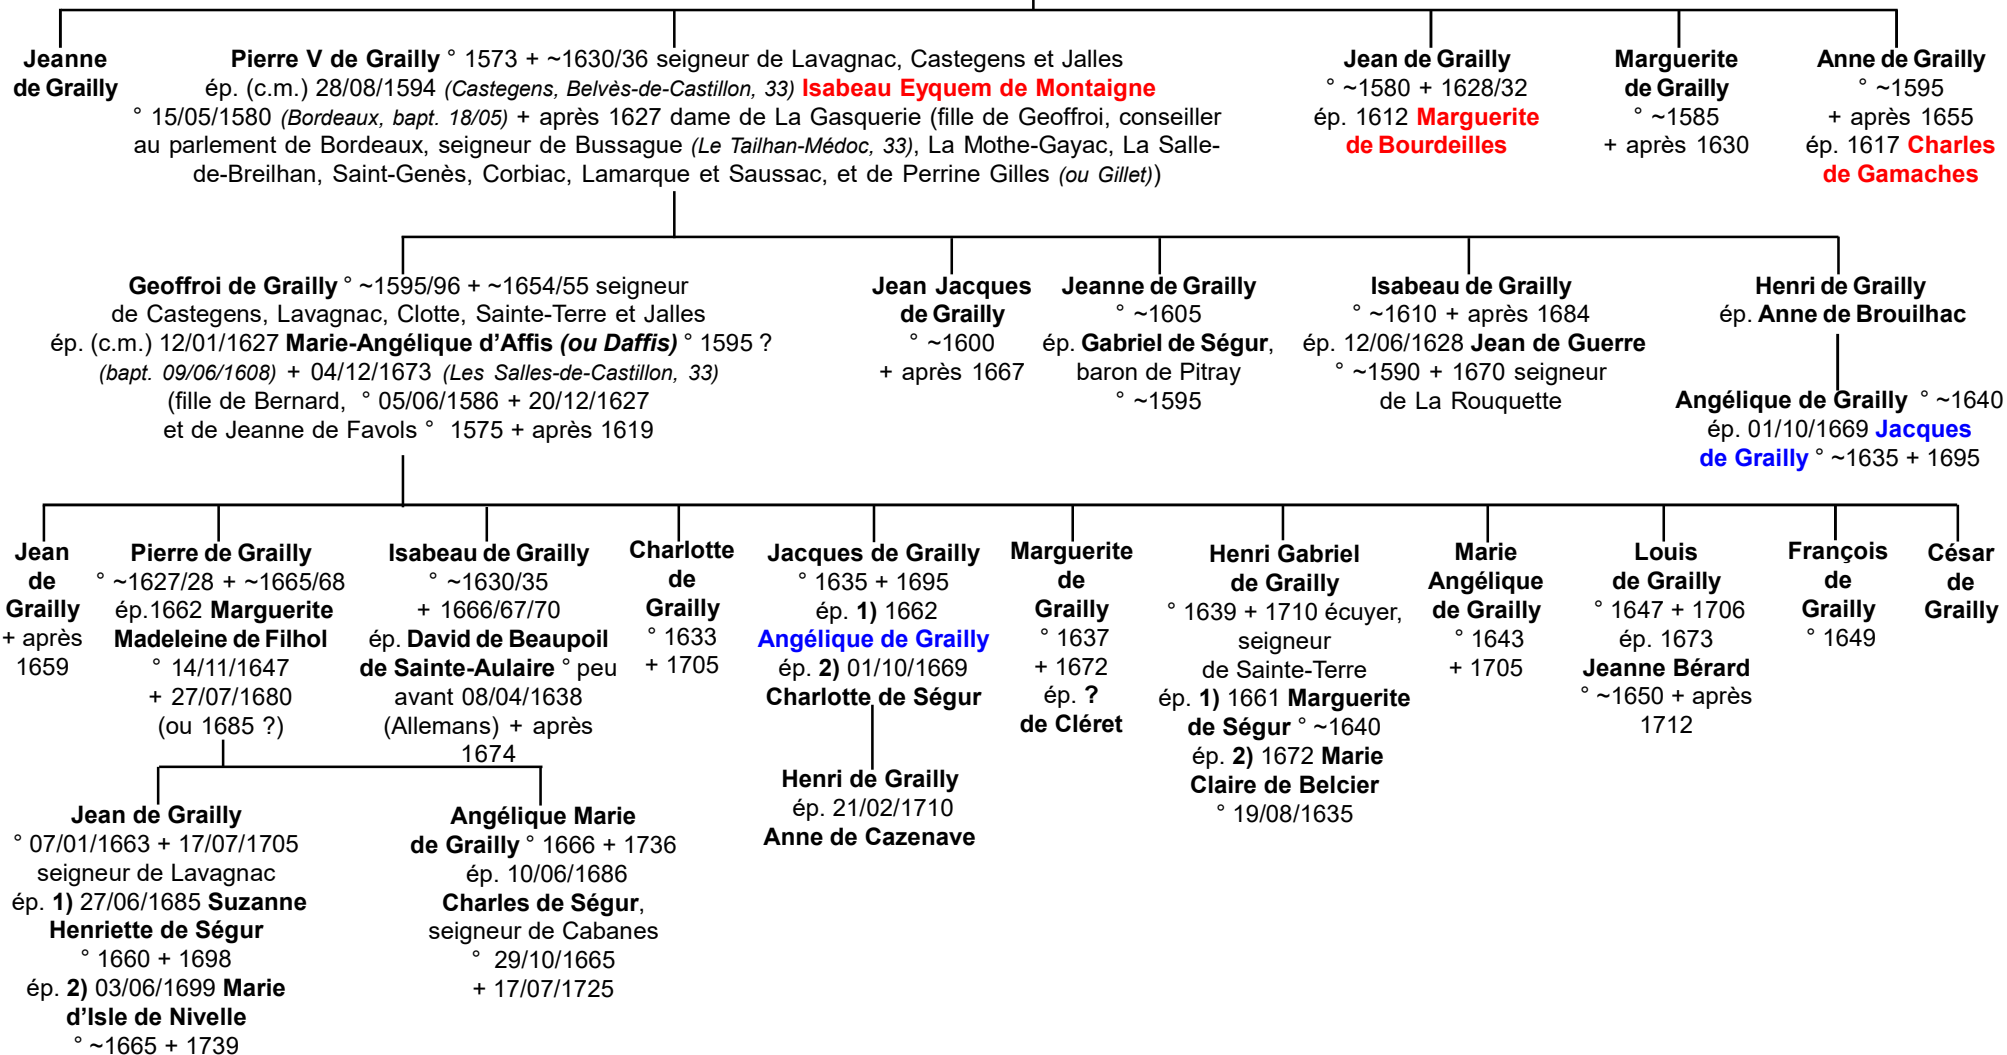 Jeanne
de Grailly
Pierre V de Grailly ° 1573 + ~1630/36 seigneur de Lavagnac, Castegens et Jalles
ép. (c.m.) 28/08/1594 (Castegens, Belvès-de-Castillon, 33) Isabeau Eyquem de Montaigne
° 15/05/1580 (Bordeaux, bapt. 18/05) + après 1627 dame de La Gasquerie (fille de Geoffroi, conseiller
au parlement de Bordeaux, seigneur de Bussague (Le Tailhan-Médoc, 33), La Mothe-Gayac, La Salle-
de-Breilhan, Saint-Genès, Corbiac, Lamarque et Saussac, et de Perrine Gilles (ou Gillet))
Jean de Grailly
° ~1580 + 1628/32
ép. 1612 Marguerite
de Bourdeilles
Marguerite
de Grailly
° ~1585
+ après 1630
Anne de Grailly
° ~1595
+ après 1655
ép. 1617 Charles
de Gamaches
Geoffroi de Grailly ° ~1595/96 + ~1654/55 seigneur
de Castegens, Lavagnac, Clotte, Sainte-Terre et Jalles
ép. (c.m.) 12/01/1627 Marie-Angélique d'Affis (ou Daffis) ° 1595 ?
(bapt. 09/06/1608) + 04/12/1673 (Les Salles-de-Castillon, 33)
(fille de Bernard, ° 05/06/1586 + 20/12/1627
et de Jeanne de Favols ° 1575 + après 1619
Jean Jacques
de Grailly
° ~1600
+ après 1667
Jeanne de Grailly
° ~1605
ép. Gabriel de Ségur,
baron de Pitray
° ~1595
Isabeau de Grailly
° ~1610 + après 1684
ép. 12/06/1628 Jean de Guerre
° ~1590 + 1670 seigneur
de La Rouquette
Henri de Grailly
ép. Anne de Brouilhac
Angélique de Grailly ° ~1640
ép. 01/10/1669 Jacques
de Grailly ° ~1635 + 1695
Jean
de
Grailly
+ après
1659
Pierre de Grailly
° ~1627/28 + ~1665/68
ép.1662 Marguerite
Madeleine de Filhol
° 14/11/1647
+ 27/07/1680
(ou 1685 ?)
Isabeau de Grailly
° ~1630/35
+ 1666/67/70
ép. David de Beaupoil
de Sainte-Aulaire ° peu
avant 08/04/1638
(Allemans) + après
1674
Charlotte
de
Grailly
° 1633
+ 1705
Jacques de Grailly
° 1635 + 1695
ép. 1) 1662
Angélique de Grailly
ép. 2) 01/10/1669
Charlotte de Ségur
Marguerite
de
Grailly
° 1637
+ 1672
ép. ?
de Cléret
Henri Gabriel
de Grailly
° 1639 + 1710 écuyer,
seigneur
de Sainte-Terre
ép. 1) 1661 Marguerite
de Ségur ° ~1640
ép. 2) 1672 Marie
Claire de Belcier
° 19/08/1635
Marie
Angélique
de Grailly
° 1643
+ 1705
Louis
de Grailly
° 1647 + 1706
ép. 1673
Jeanne Bérard
° ~1650 + après
1712
François
de
Grailly
° 1649
César
de
Grailly
Jean de Grailly
° 07/01/1663 + 17/07/1705
seigneur de Lavagnac
ép. 1) 27/06/1685 Suzanne
Henriette de Ségur
° 1660 + 1698
ép. 2) 03/06/1699 Marie
d'Isle de Nivelle
° ~1665 + 1739
Angélique Marie
de Grailly ° 1666 + 1736
ép. 10/06/1686
Charles de Ségur,
seigneur de Cabanes
° 29/10/1665
+ 17/07/1725
Henri de Grailly
ép. 21/02/1710
Anne de Cazenave